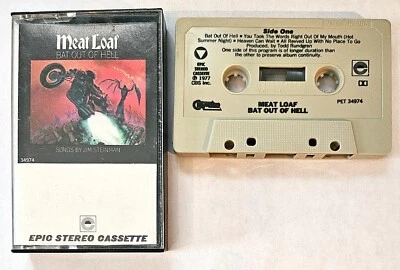 Meat Loaf
BAT OUT OF HELL
SONGS BY JIM STEINMAN
34974
EPIC STEREO CASSETTE
Side One
Bat Out Of Hell • You Took The Words Right Out Of My Mouth (Hot
Summer Night) • Heaven Can Wait • All Revved Up With No Place To Go
Produced, by Todd Rundgren
One side of this program is of longer duration than
the other to preserve album continuity.
EPIC
STEREO
CASSETTE
℗ 1977
CBS Inc.
MEAT LOAF
BAT OUT OF HELL
PET 34974